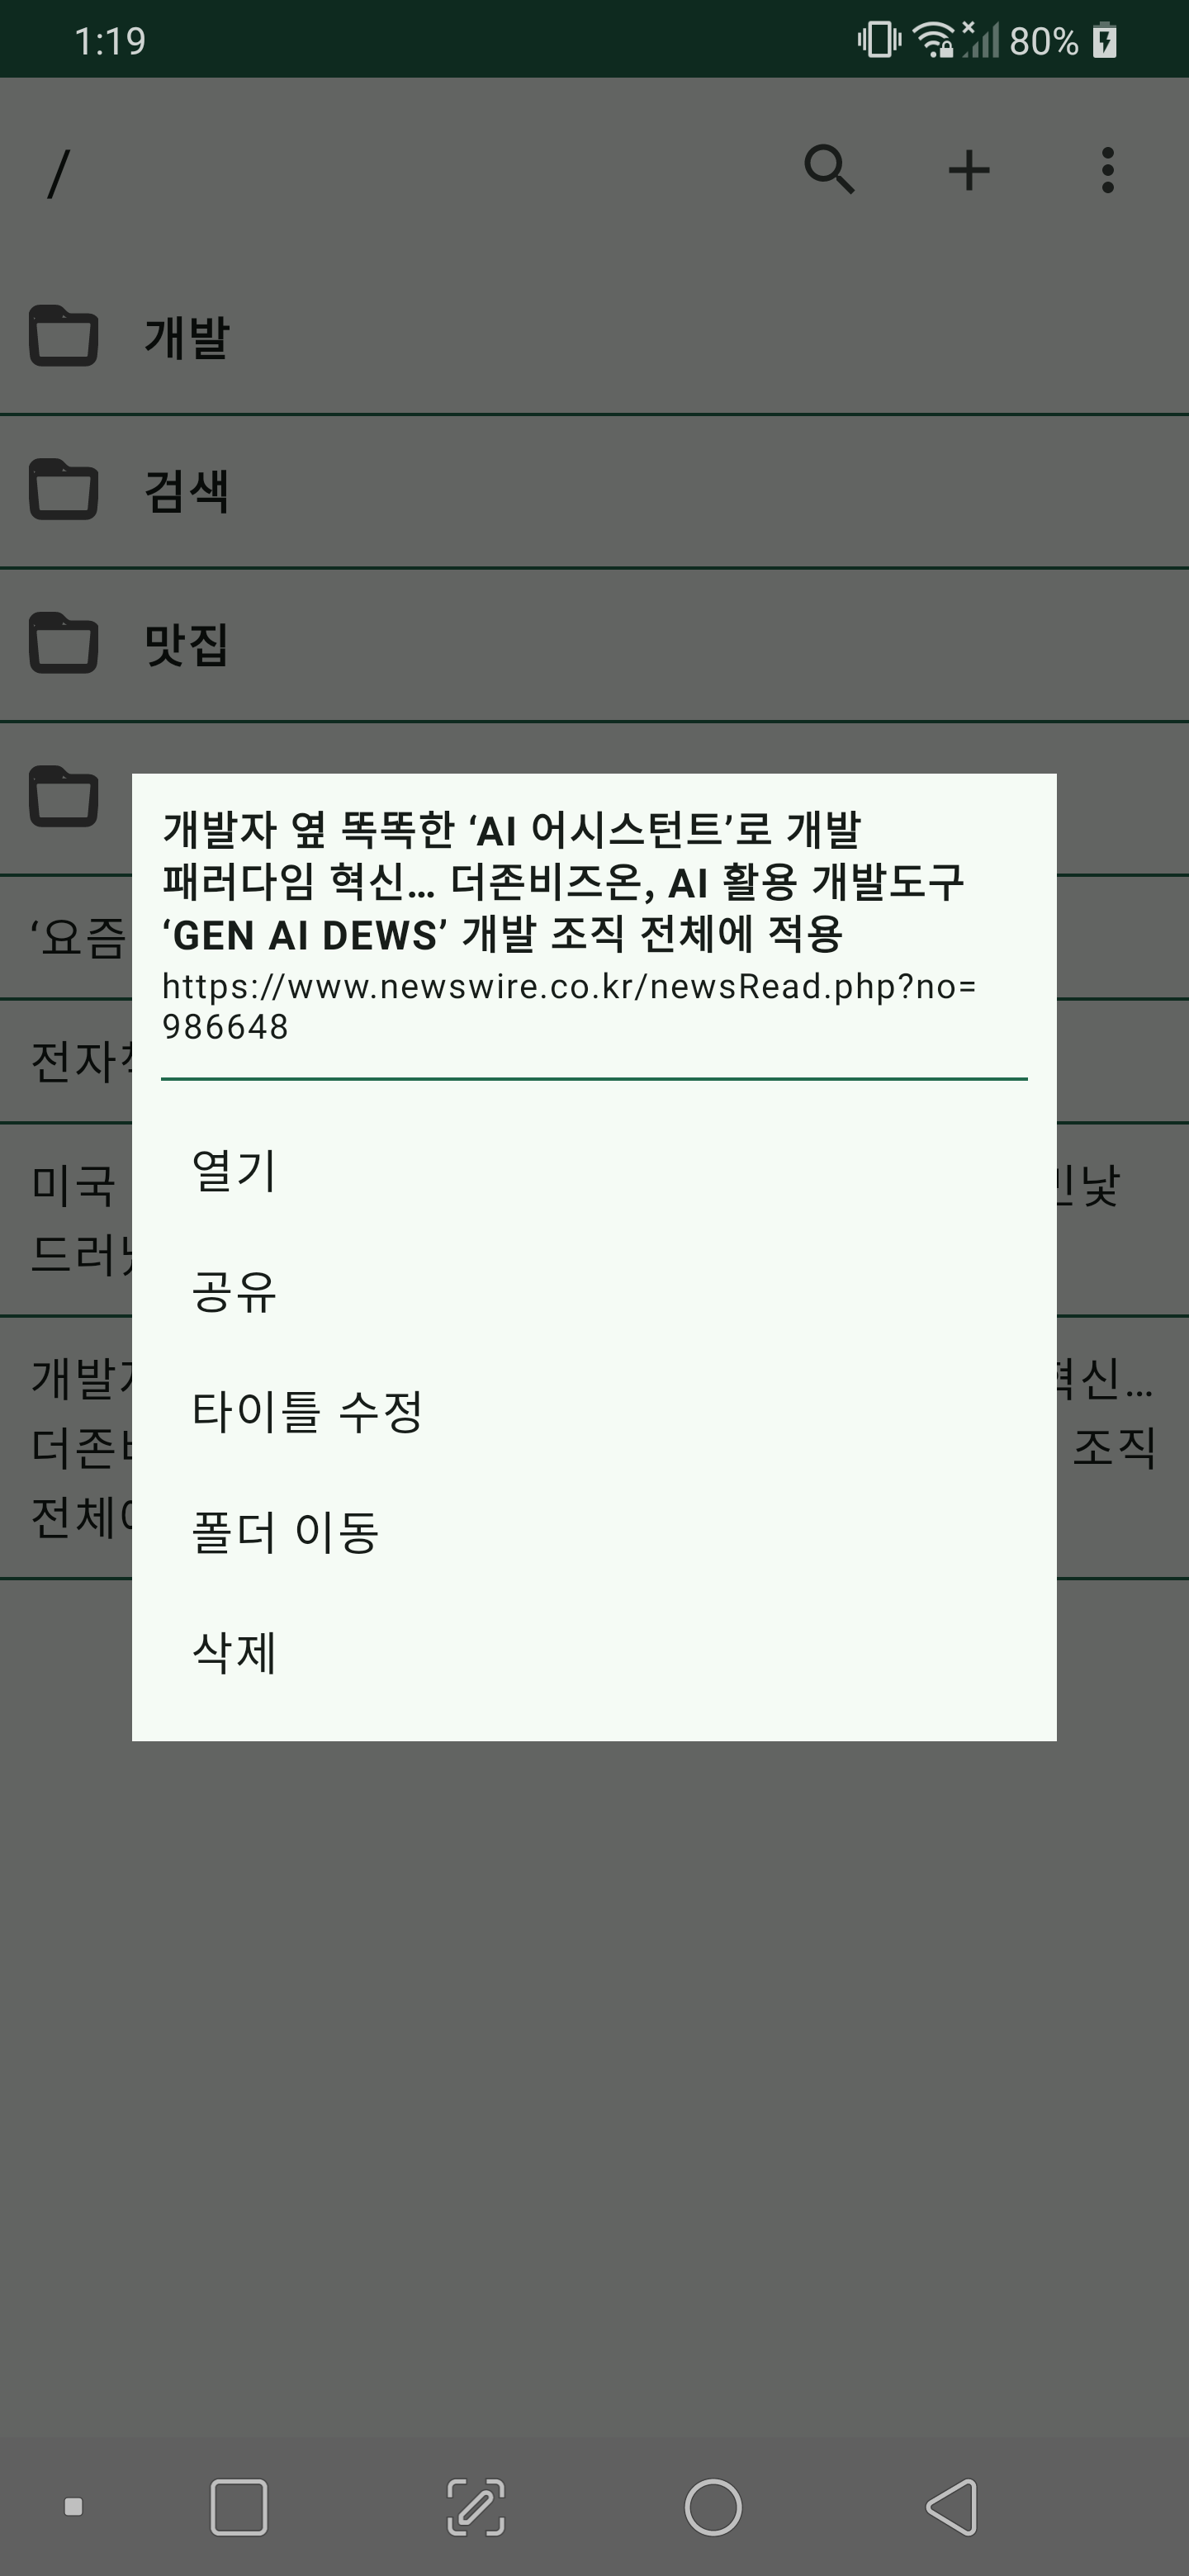 1:19
80%
/
개발
검색
맛집
개발자 옆 똑똑한 ‘AI 어시스턴트’로 개발
패러다임 혁신… 더존비즈온, AI 활용 개발도구
‘GEN AI DEWS’ 개발 조직 전체에 적용
https://www.newswire.co.kr/newsRead.php?no=
986648
‘요즘
전자
미국
드러
개발
혁신…
더존
조직
전체
열기
공유
타이틀 수정
폴더 이동
삭제